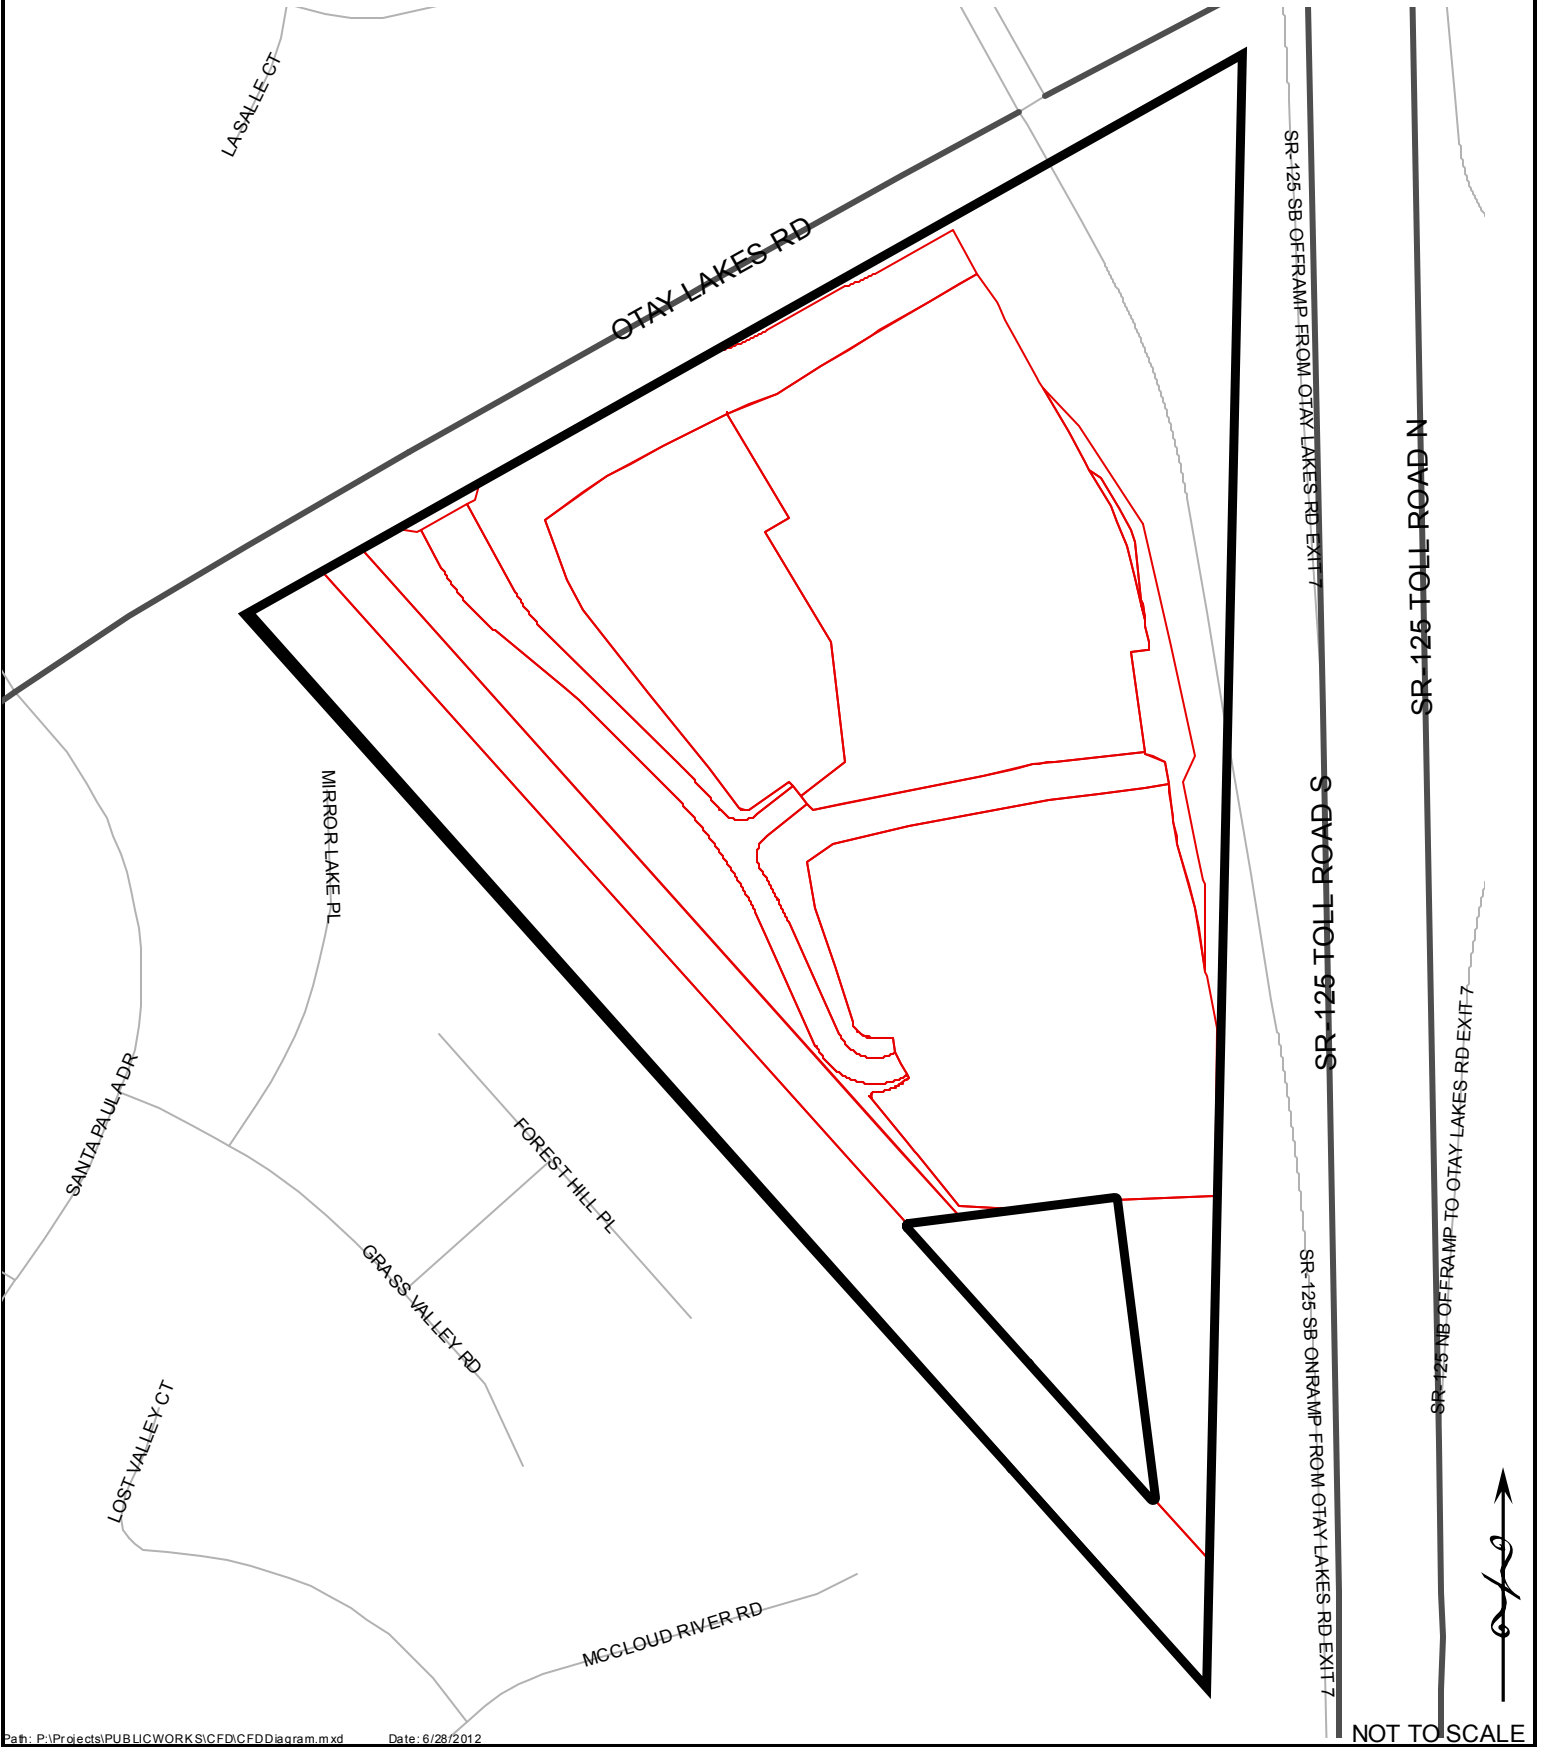 LA SALLE CT
OTAY LAKES RD
SR-125 SB OFFRAMP FROM OTAY LAKES RD EXIT 7
SR-125 TOLL ROAD N
SR-125 TOLL ROAD S
MIRROR LAKE PL
SANTA PAULA DR
FOREST HILL PL
GRASS VALLEY RD
LOST VALLEY CT
MCCLOUD RIVER RD
SR-125 NB OFFRAMP TO OTAY LAKES RD EXIT 7
SR-125 SB ONRAMP FROM OTAY LAKES RD EXIT 7
NOT TO SCALE
Path: P:\Projects\PUBLICWORKS\CFD\CFDDiagram.mxd Date: 6/28/2012